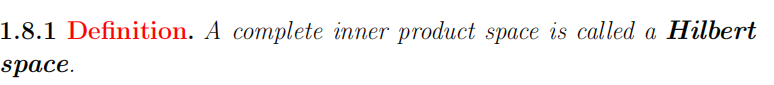 1.8.1 Definition. A complete inner product space is called a Hilbert
space.